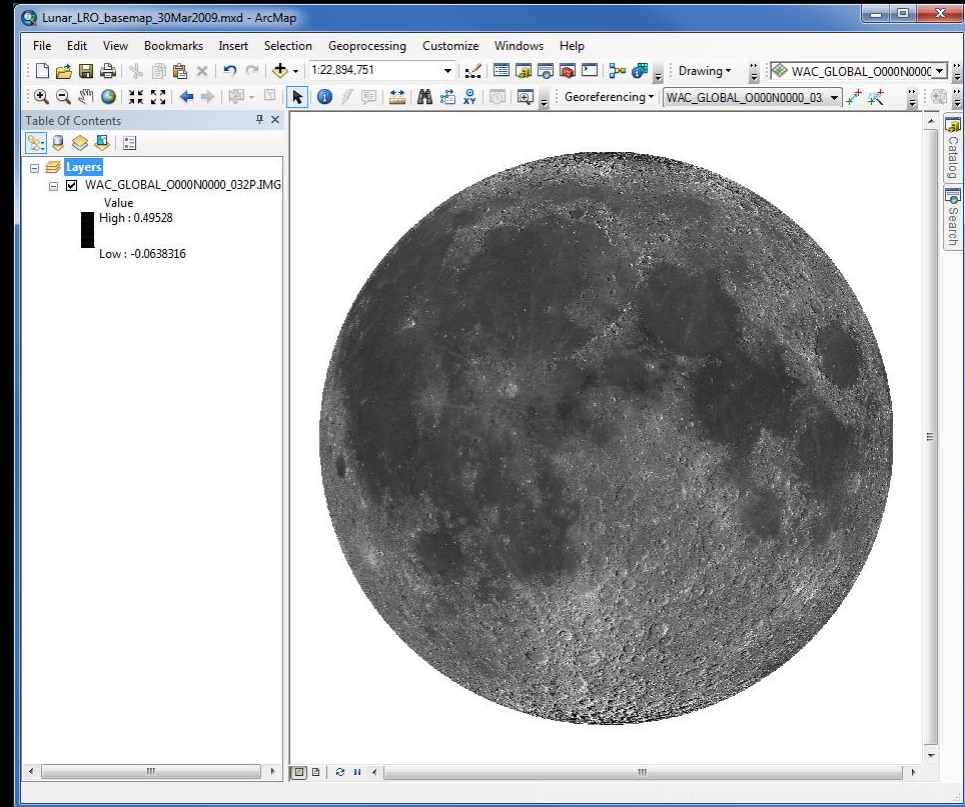 Lunar_LRO_basemap_30Mar2009.mxd - ArcMap
File Edit View Bookmarks Insert Selection Geoprocessing Customize Windows Help
1:22,894,751 Drawing WAC_GLOBAL_O000N0000
Georeferencing WAC_GLOBAL_O000N0000_03
Table Of Contents
Layers
WAC_GLOBAL_O000N0000_032P.IMG
Value
High : 0.49528
Low : -0.0638316
Catalog
Search